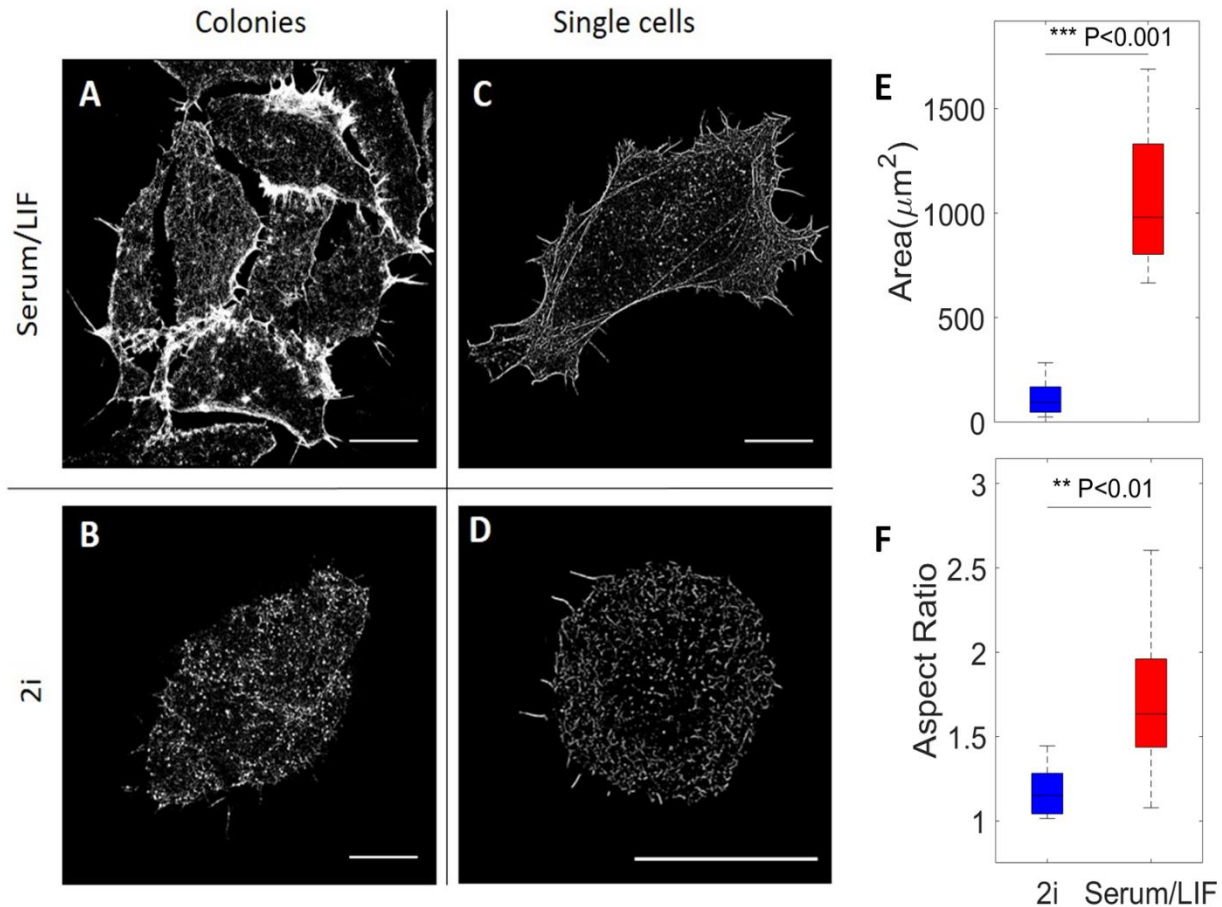 Colonies
Single cells
Serum/LIF
2i
A
C
B
D
E
*** P<0.001
Area(μm²)
1500
1000
500
0
F
** P<0.01
Aspect Ratio
3
2.5
2
1.5
1
2i Serum/LIF